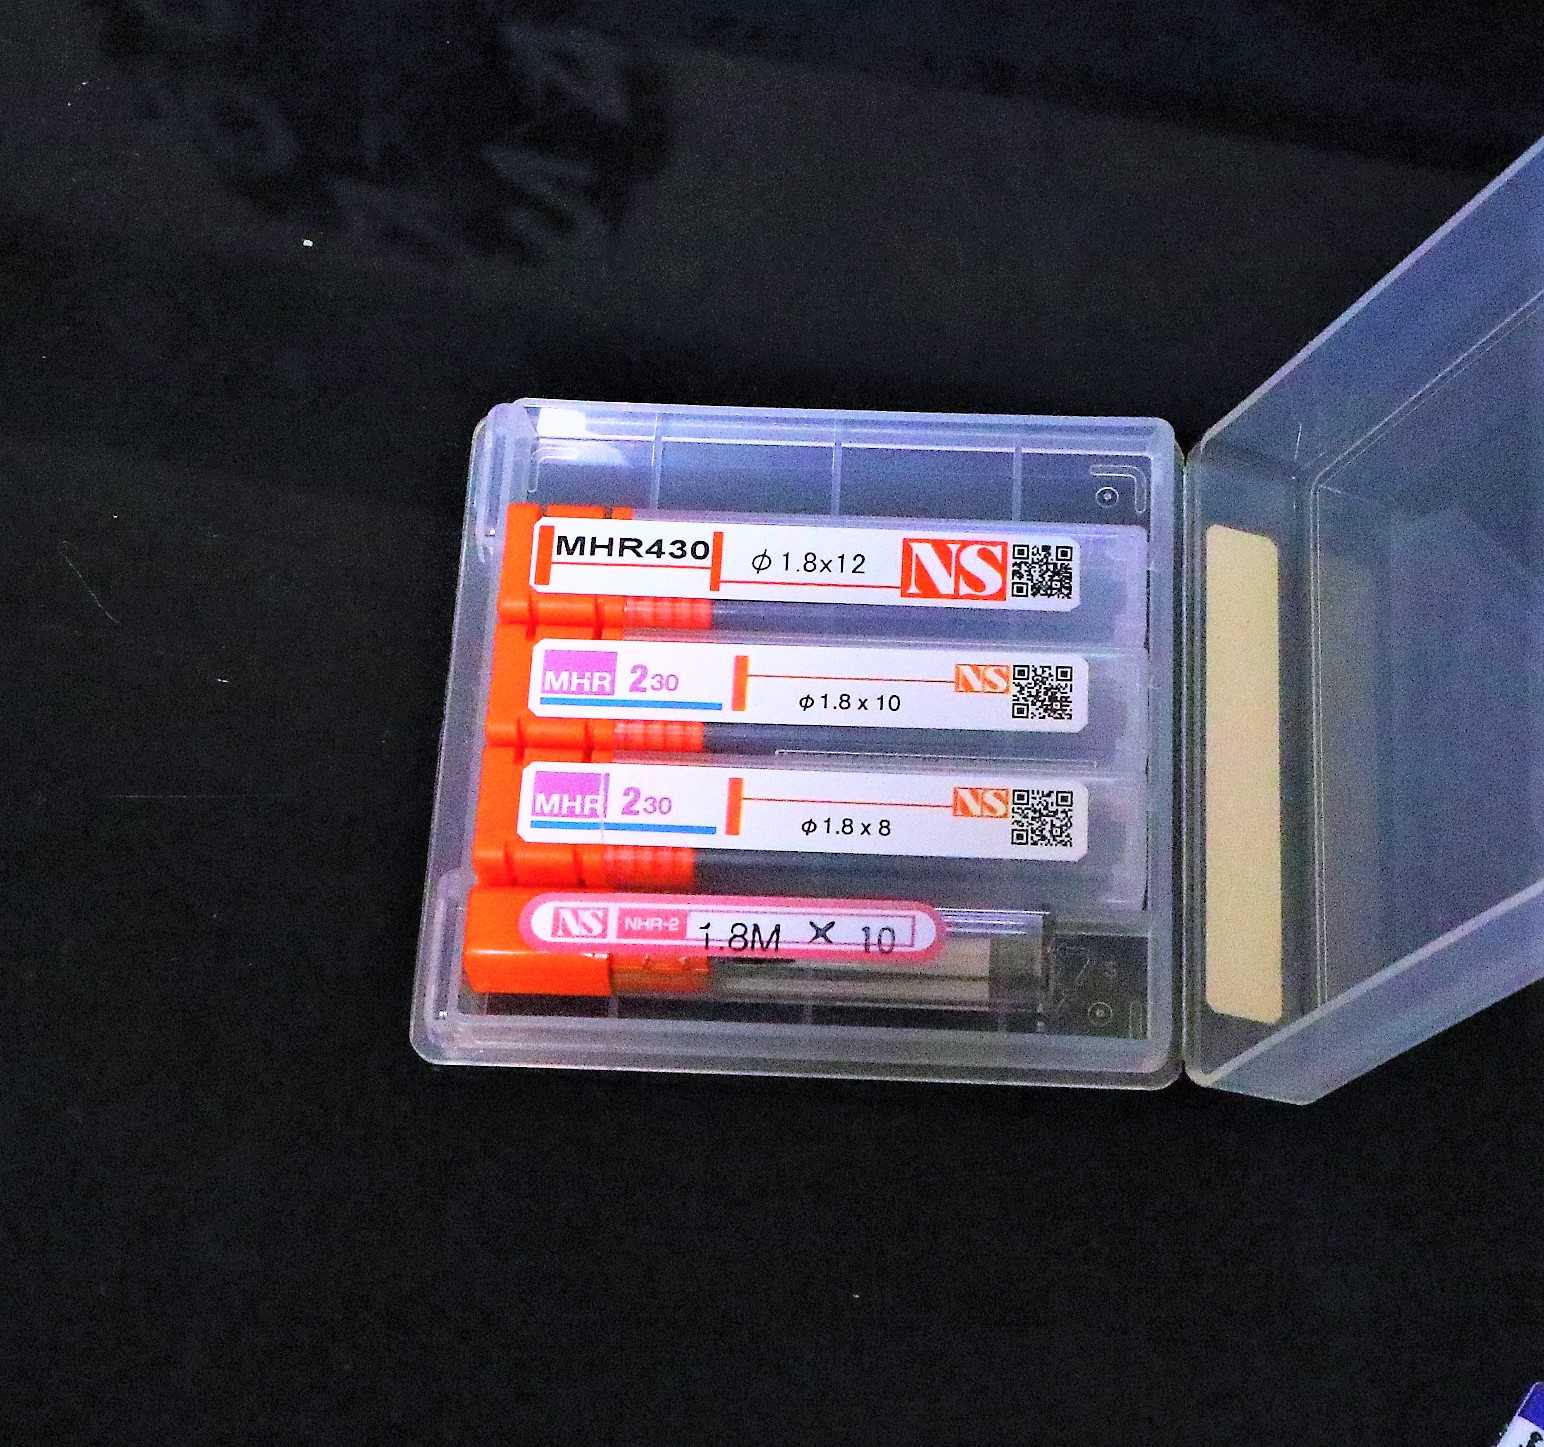 MHR430 φ1.8x12 NS
MHR 230 NS
φ1.8 x 10
MHR 230 NS
φ1.8 x 8
NS NHR-2 1.8M × 10